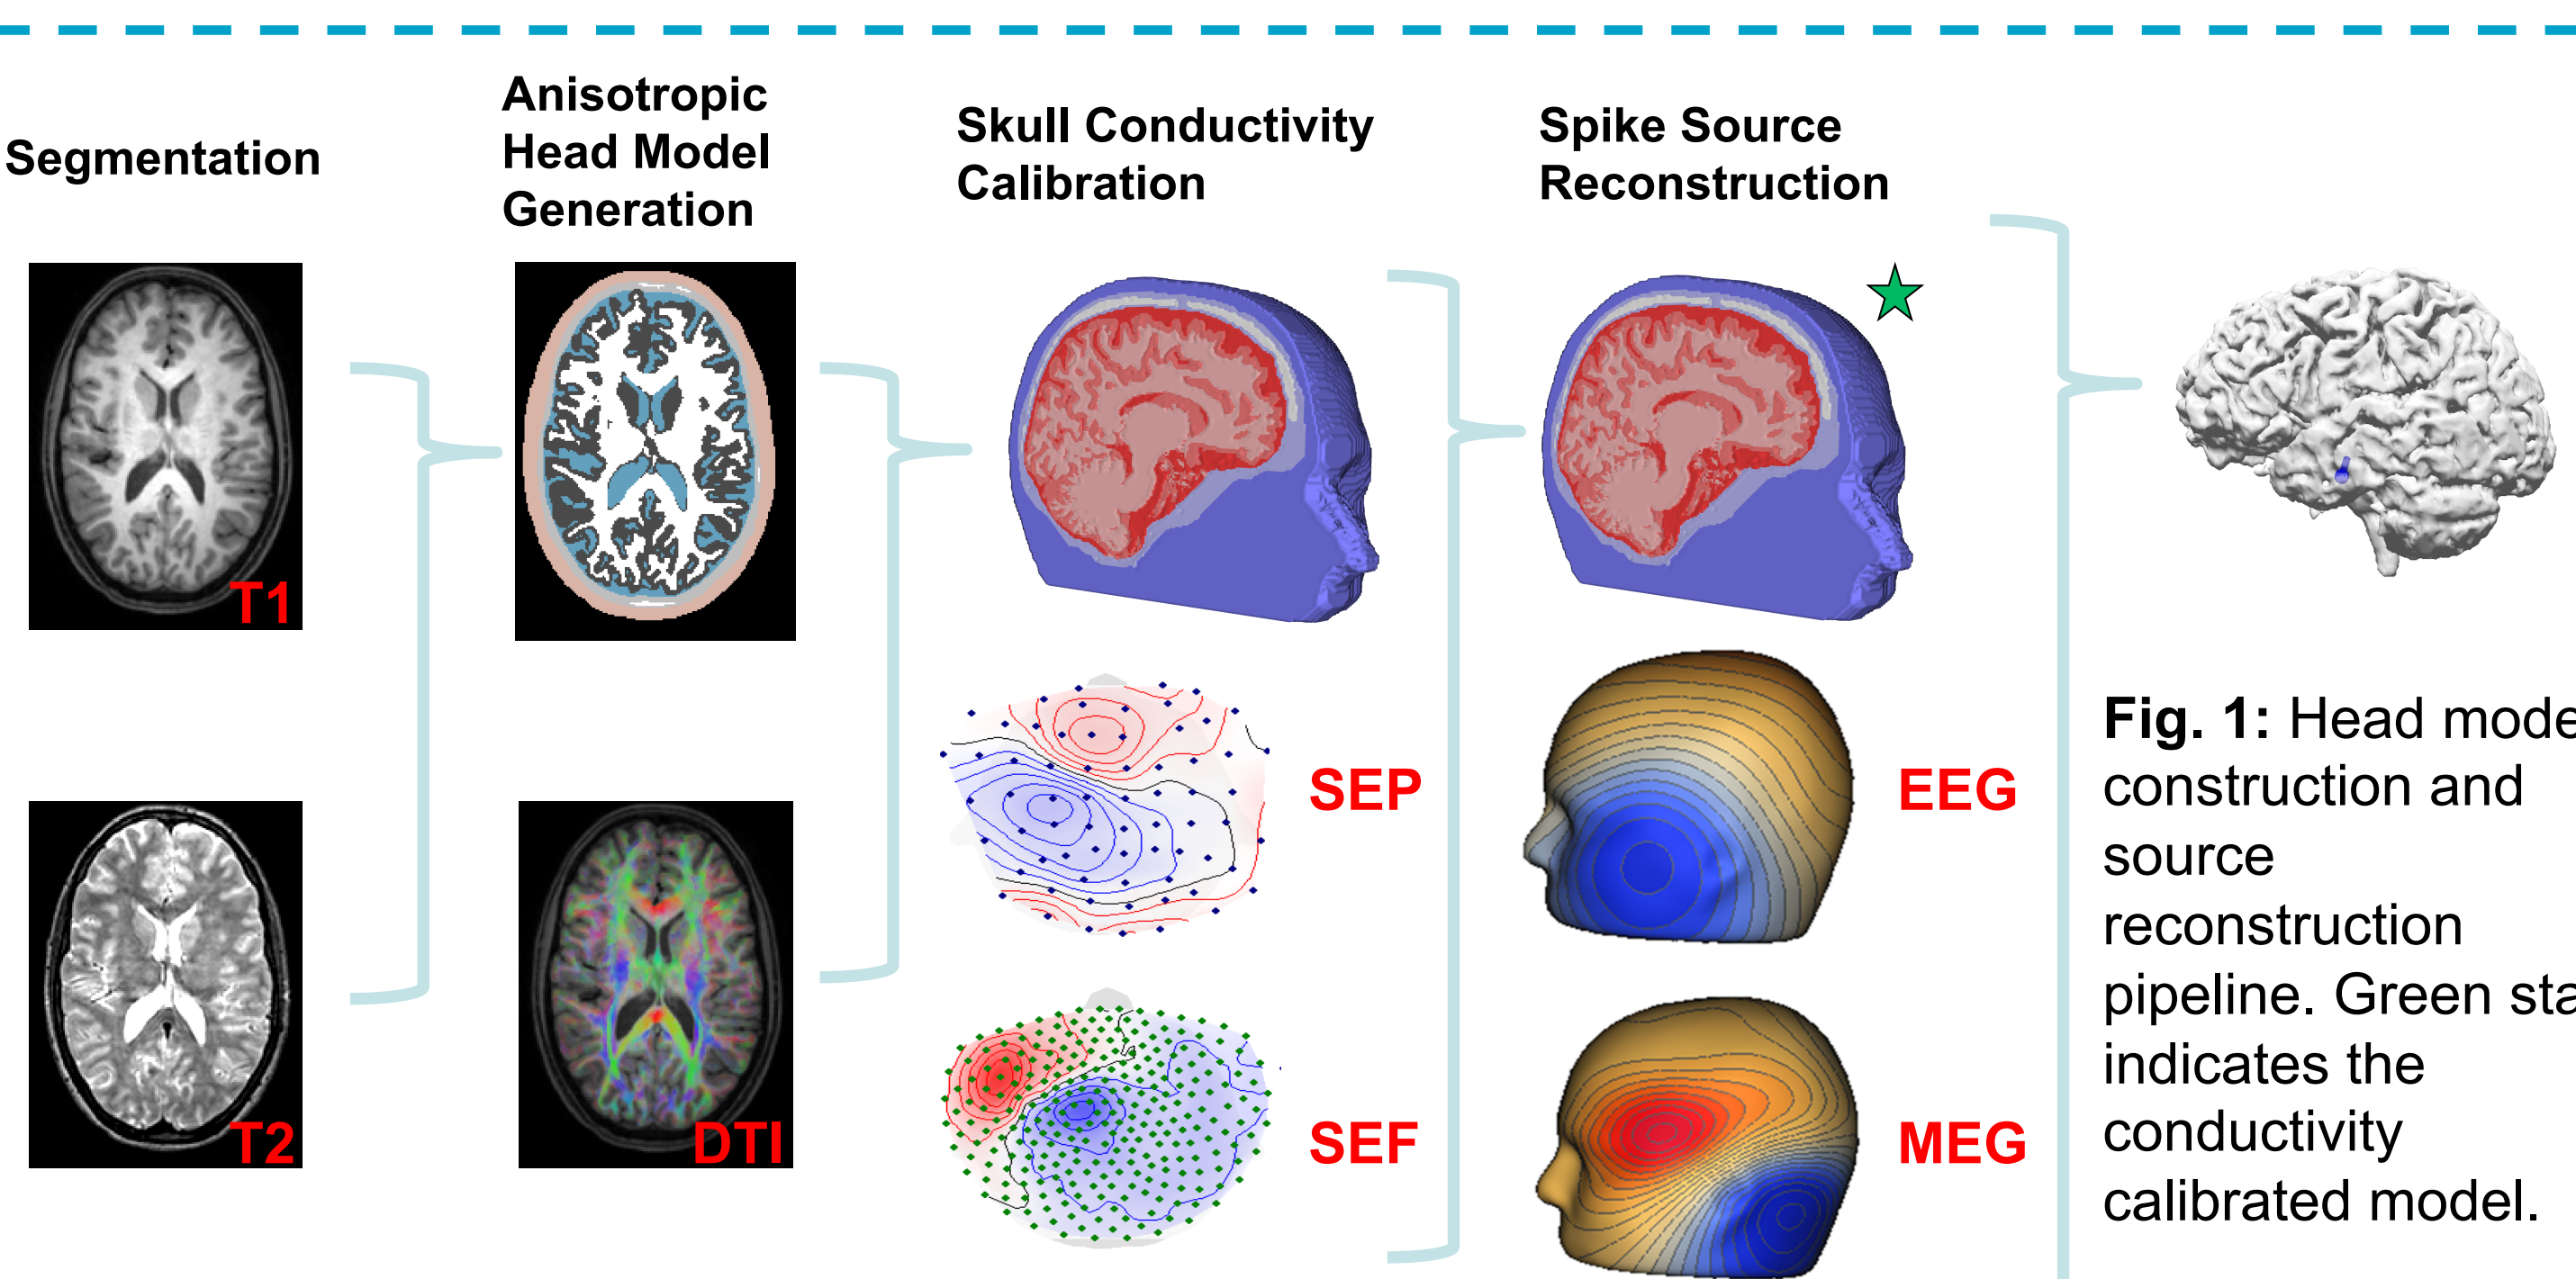 Segmentation
Anisotropic
Head Model
Generation
Skull Conductivity
Calibration
Spike Source
Reconstruction
T1
T2
DTI
SEP
SEF
EEG
MEG
Fig. 1: Head mode
construction and
source
reconstruction
pipeline. Green sta
indicates the
conductivity
calibrated model.